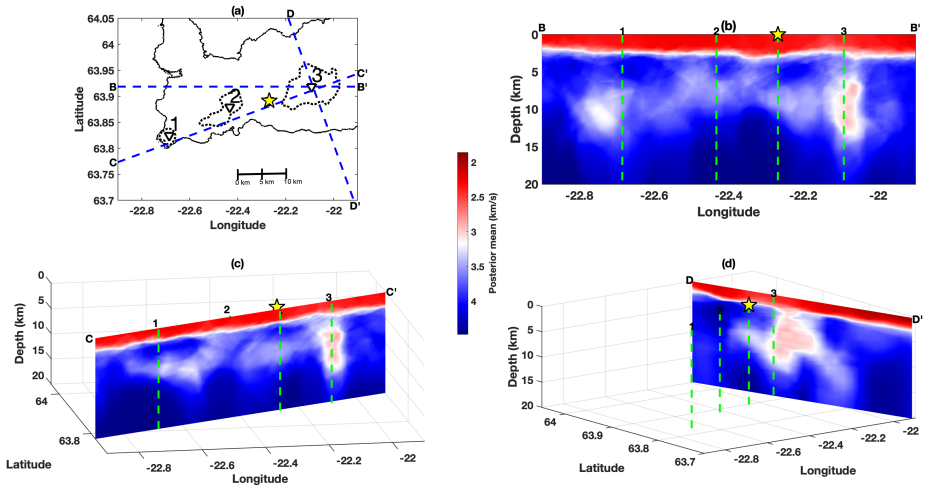 (a)
64.05
64
63.95
63.9
63.85
63.8
63.75
63.7
Latitude
-22.8
-22.6
-22.4
-22.2
-22
Longitude
D
B
B'
C
C'
D'
1
2
3
0 km
5 km
10 km
(b)
B
B'
1
2
3
0
5
10
15
20
Depth (km)
-22.8
-22.6
-22.4
-22.2
-22
Longitude
2
2.5
3
3.5
4
Posterior mean (km/s)
(c)
C
C'
1
2
3
0
5
10
15
20
Depth (km)
64
63.8
Latitude
-22.8
-22.6
-22.4
-22.2
-22
Longitude
(d)
D
D'
1
3
0
5
10
15
20
Depth (km)
64
63.9
63.8
63.7
Latitude
-22.8
-22.6
-22.4
-22.2
-22
Longitude